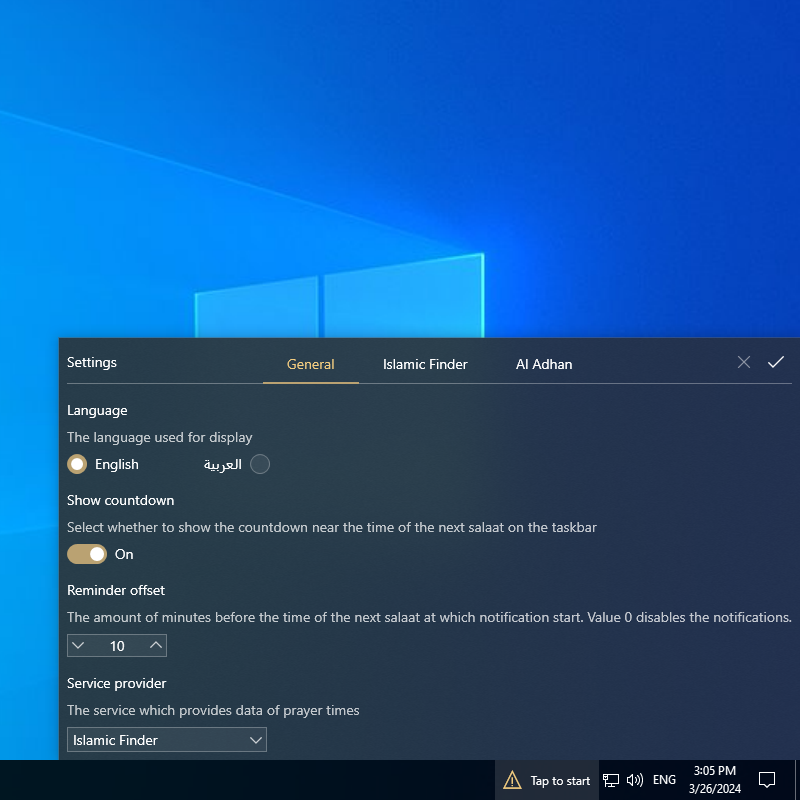 Settings
General
Islamic Finder
Al Adhan
Language
The language used for display
English
العربية
Show countdown
Select whether to show the countdown near the time of the next salaat on the taskbar
On
Reminder offset
The amount of minutes before the time of the next salaat at which notification start. Value 0 disables the notifications.
10
Service provider
The service which provides data of prayer times
Islamic Finder
Tap to start
ENG
3:05 PM
3/26/2024